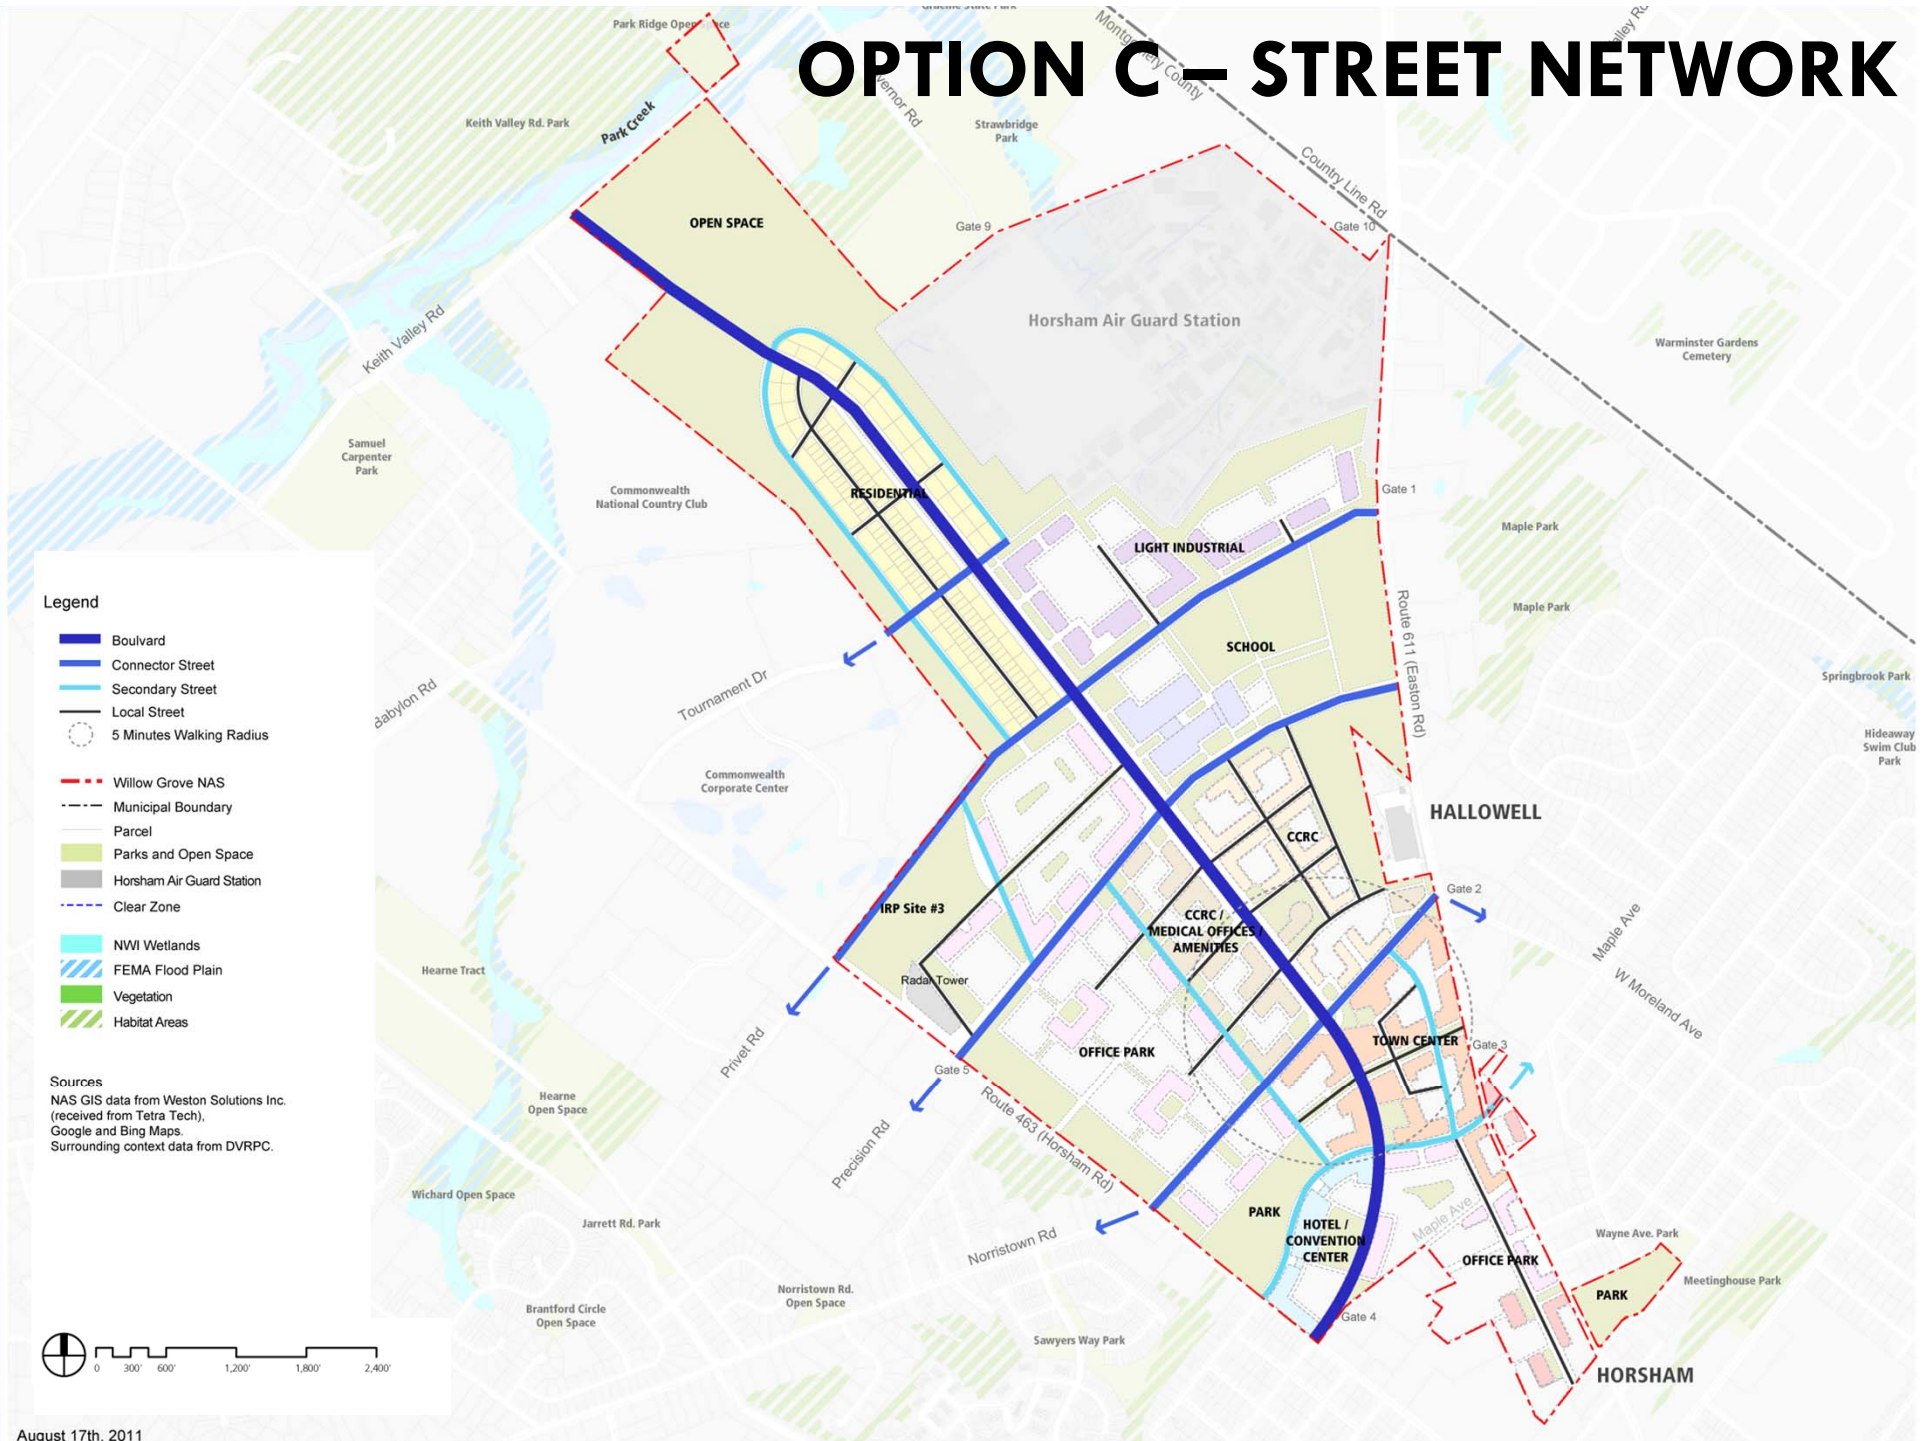 OPTION C – STREET NETWORK
Park Ridge Open Space
Graeme State Park
Montgomery County
Valley Rd
Governor Rd
Keith Valley Rd. Park
Park Creek
Strawbridge
Park
Country Line Rd
OPEN SPACE
Gate 9
Gate 10
Horsham Air Guard Station
Keith Valley Rd
Warminster Gardens
Cemetery
Samuel
Carpenter
Park
Commonwealth
National Country Club
RESIDENTIAL
Gate 1
Maple Park
LIGHT INDUSTRIAL
Maple Park
Route 611 (Easton Rd)
SCHOOL
Springbrook Park
Tournament Dr
Babylon Rd
Hideaway
Swim Club
Park
Commonwealth
Corporate Center
HALLOWELL
CCRC
Gate 2
IRP Site #3
CCRC /
MEDICAL OFFICES /
AMENITIES
Maple Ave
Hearne Tract
Radar Tower
W Moreland Ave
Privet Rd
OFFICE PARK
TOWN CENTER
Gate 3
Gate 5
Route 463 (Horsham Rd)
Hearne
Open Space
Precision Rd
Wichard Open Space
Jarrett Rd. Park
PARK
HOTEL /
CONVENTION
CENTER
Maple Ave
Norristown Rd
OFFICE PARK
Wayne Ave. Park
Meetinghouse Park
PARK
Norristown Rd.
Open Space
Brantford Circle
Open Space
Gate 4
Sawyers Way Park
HORSHAM
Legend
Boulvard
Connector Street
Secondary Street
Local Street
5 Minutes Walking Radius
Willow Grove NAS
Municipal Boundary
Parcel
Parks and Open Space
Horsham Air Guard Station
Clear Zone
NWI Wetlands
FEMA Flood Plain
Vegetation
Habitat Areas
Sources
NAS GIS data from Weston Solutions Inc.
(received from Tetra Tech),
Google and Bing Maps.
Surrounding context data from DVRPC.
0 300' 600' 1,200' 1,800' 2,400'
August 17th, 2011